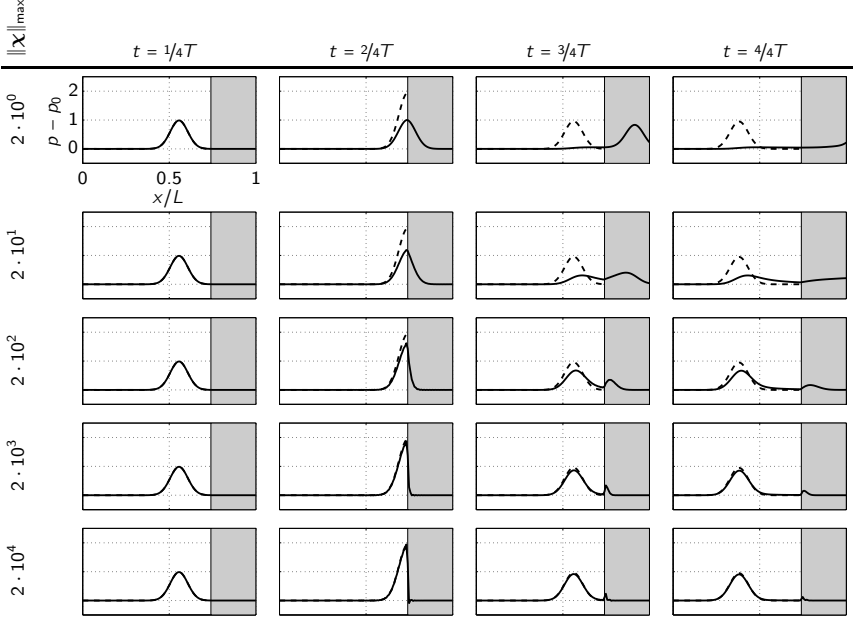 ‖χ‖max
t = 1/4T t = 2/4T t = 3/4T t = 4/4T
2 · 10⁰
p − p₀
2
1
0
0 0.5 1
x/L
2 · 10¹
2 · 10²
2 · 10³
2 · 10⁴